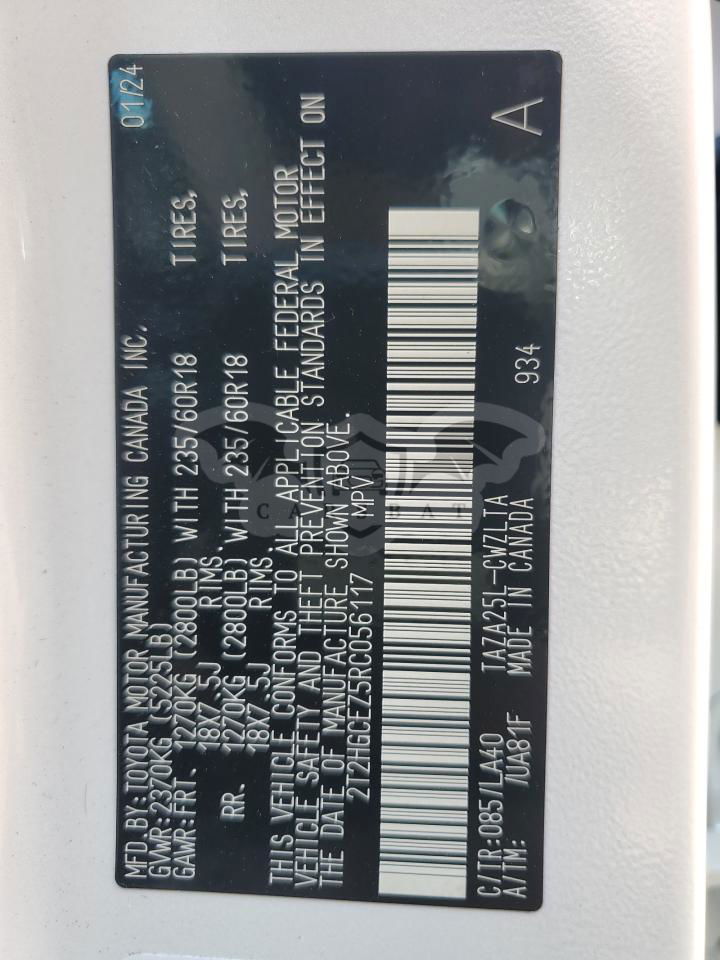 MFD.BY:TOYOTA MOTOR MANUFACTURING CANADA INC. 01/24
GVWR:2370KG (5225LB)
GAWR:FRT. 1270KG (2800LB) WITH 235/60R18 TIRES,
18X7.5J RIMS.
RR. 1270KG (2800LB) WITH 235/60R18 TIRES,
18X7.5J RIMS
THIS VEHICLE CONFORMS TO ALL APPLICABLE FEDERAL MOTOR
VEHICLE SAFETY AND THEFT PREVENTION STANDARDS IN EFFECT ON
THE DATE OF MANUFACTURE SHOWN ABOVE.
2T2HGCEZ5RC056117 MPV
C/TR:085/LA40 TAZA25L-CWZLTA
A/TM: /UA81F MADE IN CANADA 934 A
CARSBAT